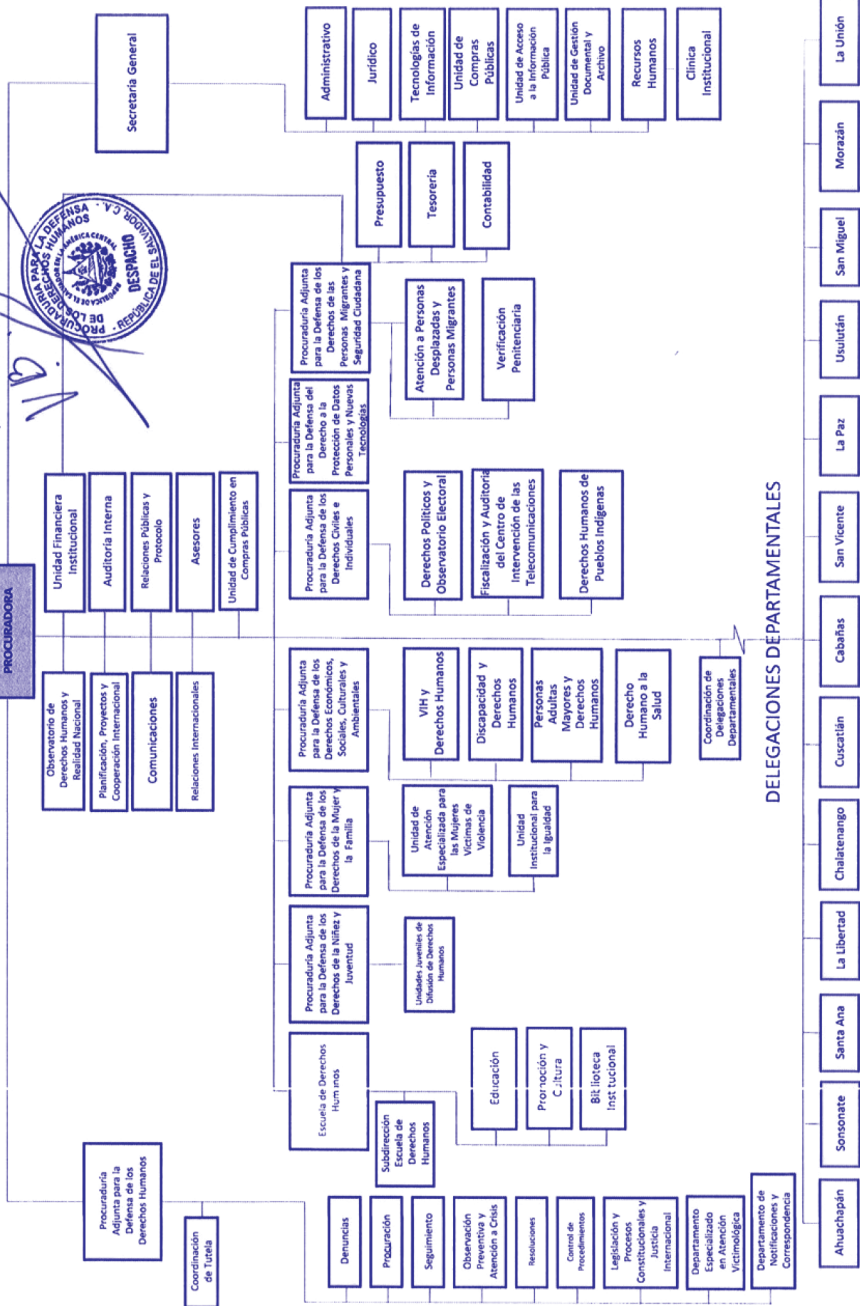 PROCURADORA
Procuraduría
Adjunta para la
Defensa de los
Derechos Humanos
Secretaría General
PROCURADURIA PARA LA DEFENSA
DE LOS DERECHOS HUMANOS
REPÚBLICA DE EL SALVADOR EN LA AMÉRICA CENTRAL
DESPACHO
REPÚBLICA DE EL SALVADOR, C.A.
Observatorio de
Derechos Humanos y
Realidad Nacional
Unidad Financiera
Institucional
Planificación, Proyectos y
Cooperación Internacional
Auditoría Interna
Comunicaciones
Relaciones Públicas y
Protocolo
Relaciones Internacionales
Asesores
Unidad de Cumplimiento en
Compras Públicas
Coordinación
de Tutela
Denuncias
Procuración
Seguimiento
Observación
Preventiva y
Atención a Crisis
Resoluciones
Control de
Procedimientos
Legislación y
Procesos
Constitucionales y
Justicia
Internacional
Departamento
Especializado
en Atención
Victimológica
Departamento de
Notificaciones y
Correspondencia
Escuela de Derechos
Humanos
Subdirección
Escuela de
Derechos
Humanos
Educación
Promoción y
Cultura
Biblioteca
Institucional
Procuraduría Adjunta
para la Defensa de los
Derechos de la Niñez y
Juventud
Unidades Juveniles de
Difusión de Derechos
Humanos
Procuraduría Adjunta
para la Defensa de los
Derechos de la Mujer y
la Familia
Unidad de
Atención
Especializada para
las Mujeres
Víctimas de
Violencia
Unidad
Institucional para
la Igualdad
Procuraduría Adjunta
para la Defensa de los
Derechos Económicos,
Sociales, Culturales y
Ambientales
VIH y
Derechos Humanos
Discapacidad y
Derechos
Humanos
Personas
Adultas
Mayores y
Derechos
Humanos
Derecho
Humano a la
Salud
Procuraduría Adjunta
para la Defensa de los
Derechos Civiles e
Individuales
Derechos Políticos y
Observatorio Electoral
Fiscalización y Auditoría
del Centro de
Intervención de las
Telecomunicaciones
Derechos Humanos de
Pueblos Indígenas
Procuraduría Adjunta
para la Defensa del
Derecho a la
Protección de Datos
Personales y Nuevas
Tecnologías
Procuraduría Adjunta
para la Defensa de los
Derechos de las
Personas Migrantes y
Seguridad Ciudadana
Atención a Personas
Desplazadas y
Personas Migrantes
Verificación
Penitenciaria
Presupuesto
Tesorería
Contabilidad
Administrativo
Jurídico
Tecnologías de
Información
Unidad de
Compras
Públicas
Unidad de Acceso
a la Información
Pública
Unidad de Gestión
Documental y
Archivo
Recursos
Humanos
Clínica
Institucional
Coordinación de
Delegaciones
Departamentales
DELEGACIONES DEPARTAMENTALES
Ahuachapán
Sonsonate
Santa Ana
La Libertad
Chalatenango
Cuscatlán
Cabañas
San Vicente
La Paz
Usulután
San Miguel
Morazán
La Unión